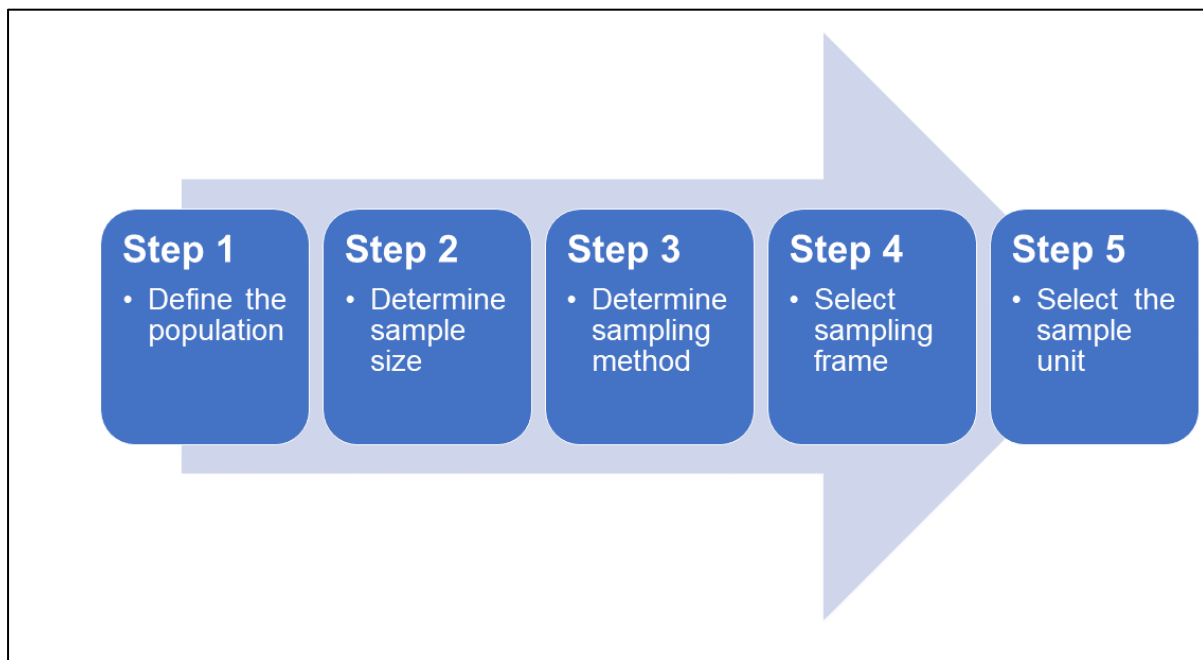 Step 1
• Define the
population
Step 2
• Determine
sample
size
Step 3
• Determine
sampling
method
Step 4
• Select
sampling
frame
Step 5
• Select the
sample
unit